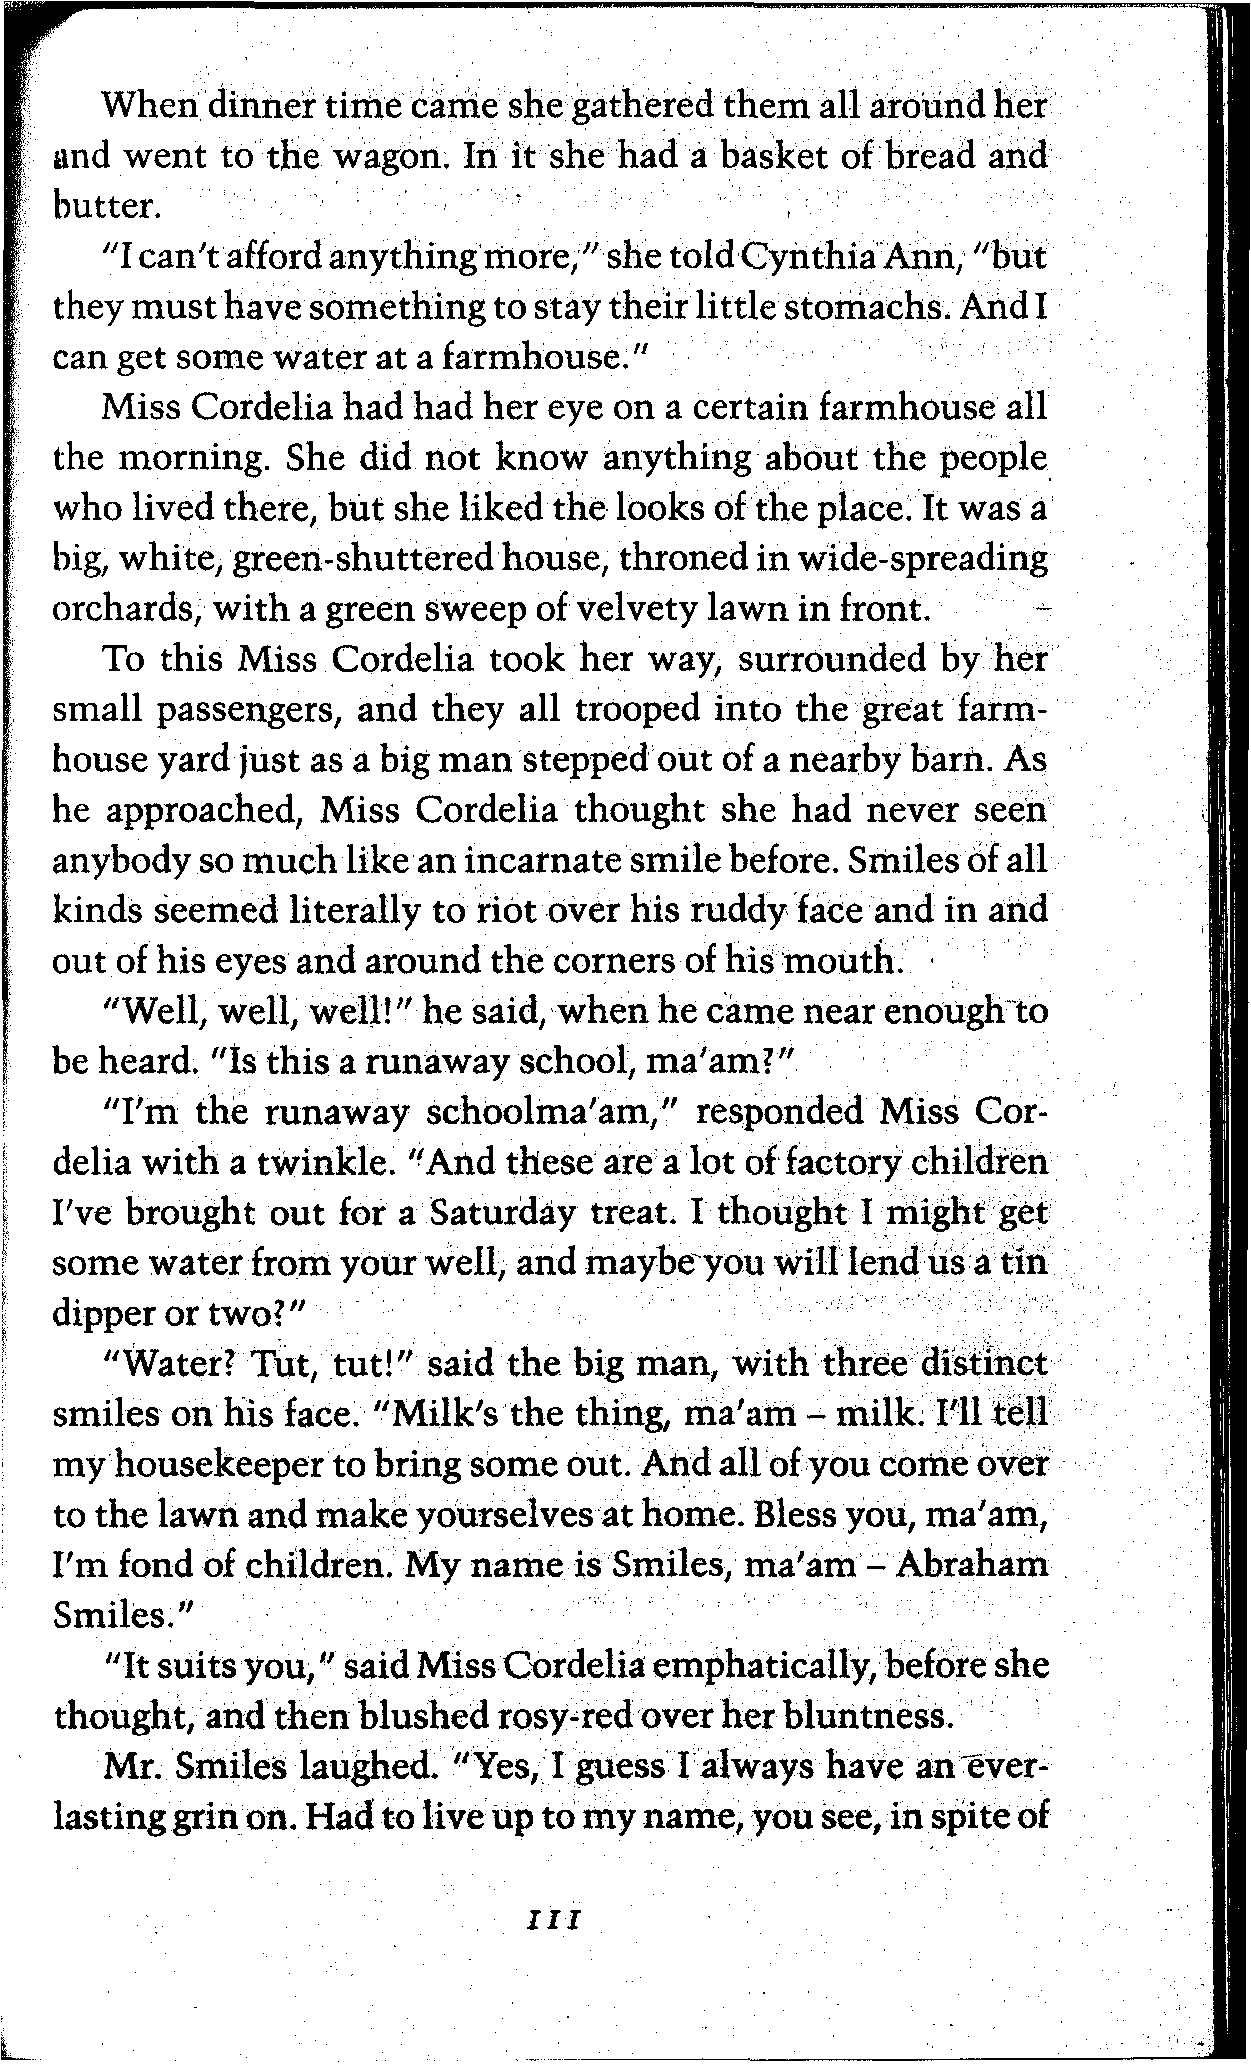 When dinner time came she gathered them all around her
and went to the wagon. In it she had a basket of bread and
butter.
"I can't afford anything more," she told Cynthia Ann, "but
they must have something to stay their little stomachs. And I
can get some water at a farmhouse."
Miss Cordelia had had her eye on a certain farmhouse all
the morning. She did not know anything about the people
who lived there, but she liked the looks of the place. It was a
big, white, green-shuttered house, throned in wide-spreading
orchards, with a green sweep of velvety lawn in front.
To this Miss Cordelia took her way, surrounded by her
small passengers, and they all trooped into the great farm-
house yard just as a big man stepped out of a nearby barn. As
he approached, Miss Cordelia thought she had never seen
anybody so much like an incarnate smile before. Smiles of all
kinds seemed literally to riot over his ruddy face and in and
out of his eyes and around the corners of his mouth.
"Well, well, well!" he said, when he came near enough to
be heard. "Is this a runaway school, ma'am?"
"I'm the runaway schoolma'am," responded Miss Cor-
delia with a twinkle. "And these are a lot of factory children
I've brought out for a Saturday treat. I thought I might get
some water from your well, and maybe you will lend us a tin
dipper or two?"
"Water? Tut, tut!" said the big man, with three distinct
smiles on his face. "Milk's the thing, ma'am – milk. I'll tell
my housekeeper to bring some out. And all of you come over
to the lawn and make yourselves at home. Bless you, ma'am,
I'm fond of children. My name is Smiles, ma'am – Abraham
Smiles."
"It suits you," said Miss Cordelia emphatically, before she
thought, and then blushed rosy-red over her bluntness.
Mr. Smiles laughed. "Yes, I guess I always have an ever-
lasting grin on. Had to live up to my name, you see, in spite of
111